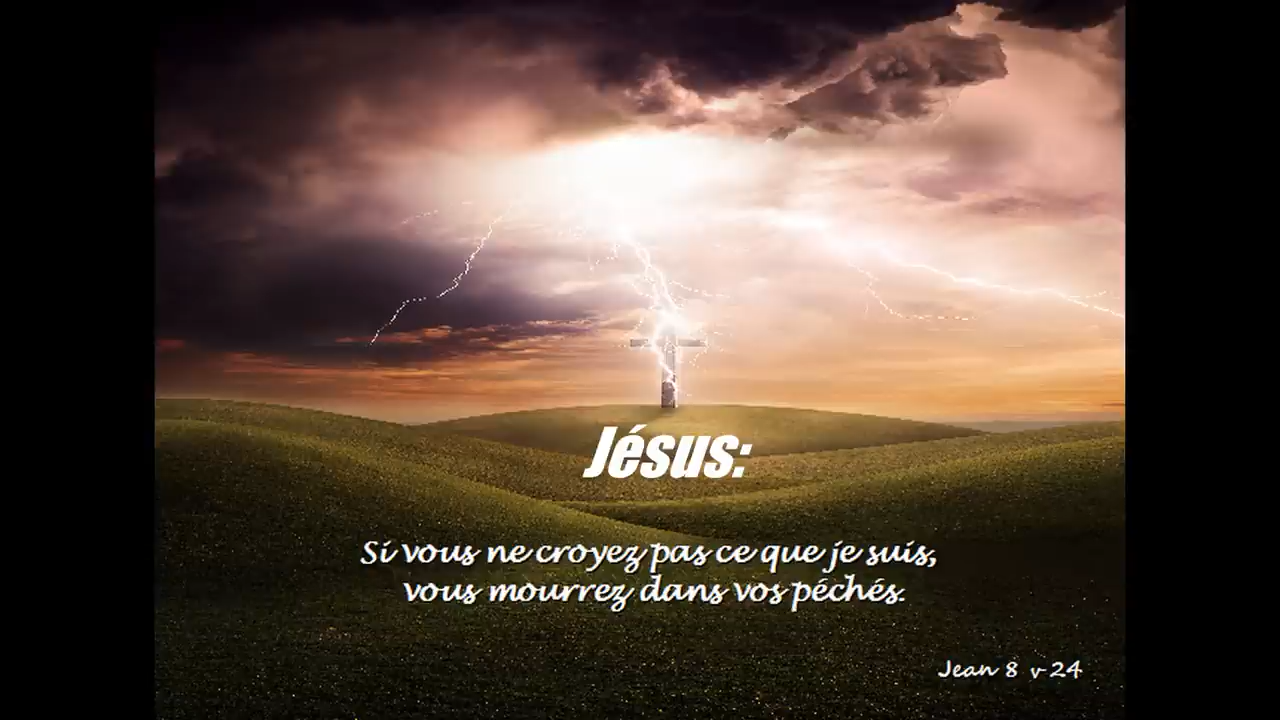 Jésus:
Si vous ne croyez pas ce que je suis,
vous mourrez dans vos péchés.
Jean 8 v 24